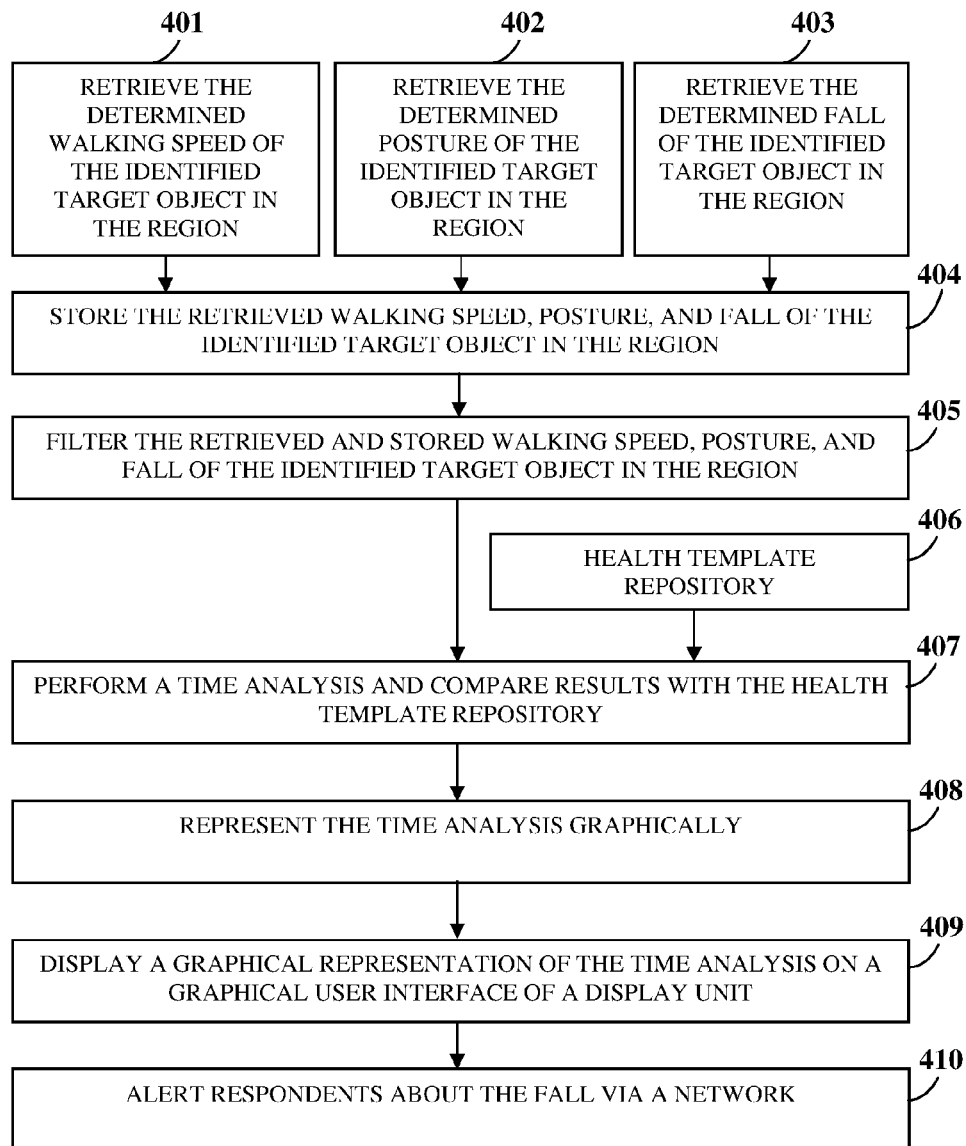 401
402
403
RETRIEVE THE
DETERMINED
WALKING SPEED OF
THE IDENTIFIED
TARGET OBJECT IN
THE REGION
RETRIEVE THE
DETERMINED
POSTURE OF THE
IDENTIFIED TARGET
OBJECT IN THE
REGION
RETRIEVE THE
DETERMINED FALL
OF THE IDENTIFIED
TARGET OBJECT IN
THE REGION
404
STORE THE RETRIEVED WALKING SPEED, POSTURE, AND FALL OF THE
IDENTIFIED TARGET OBJECT IN THE REGION
405
FILTER THE RETRIEVED AND STORED WALKING SPEED, POSTURE, AND
FALL OF THE IDENTIFIED TARGET OBJECT IN THE REGION
406
HEALTH TEMPLATE
REPOSITORY
407
PERFORM A TIME ANALYSIS AND COMPARE RESULTS WITH THE HEALTH
TEMPLATE REPOSITORY
408
REPRESENT THE TIME ANALYSIS GRAPHICALLY
409
DISPLAY A GRAPHICAL REPRESENTATION OF THE TIME ANALYSIS ON A
GRAPHICAL USER INTERFACE OF A DISPLAY UNIT
410
ALERT RESPONDENTS ABOUT THE FALL VIA A NETWORK